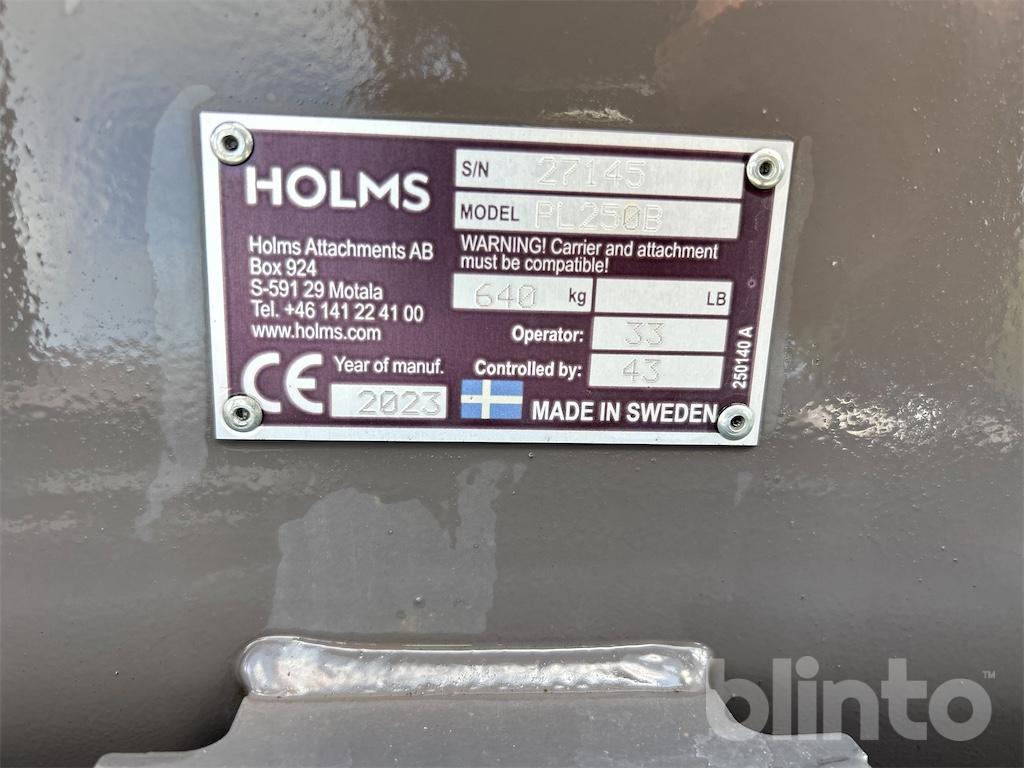 HOLMS
Holms Attachments AB
Box 924
S-591 29 Motala
Tel. +46 141 22 41 00
www.holms.com
CE
Year of manuf.
2023
S/N 27145
MODEL PL250B
WARNING! Carrier and attachment
must be compatible!
640 kg LB
Operator: 33
Controlled by: 43
MADE IN SWEDEN
250140 A
blinto™